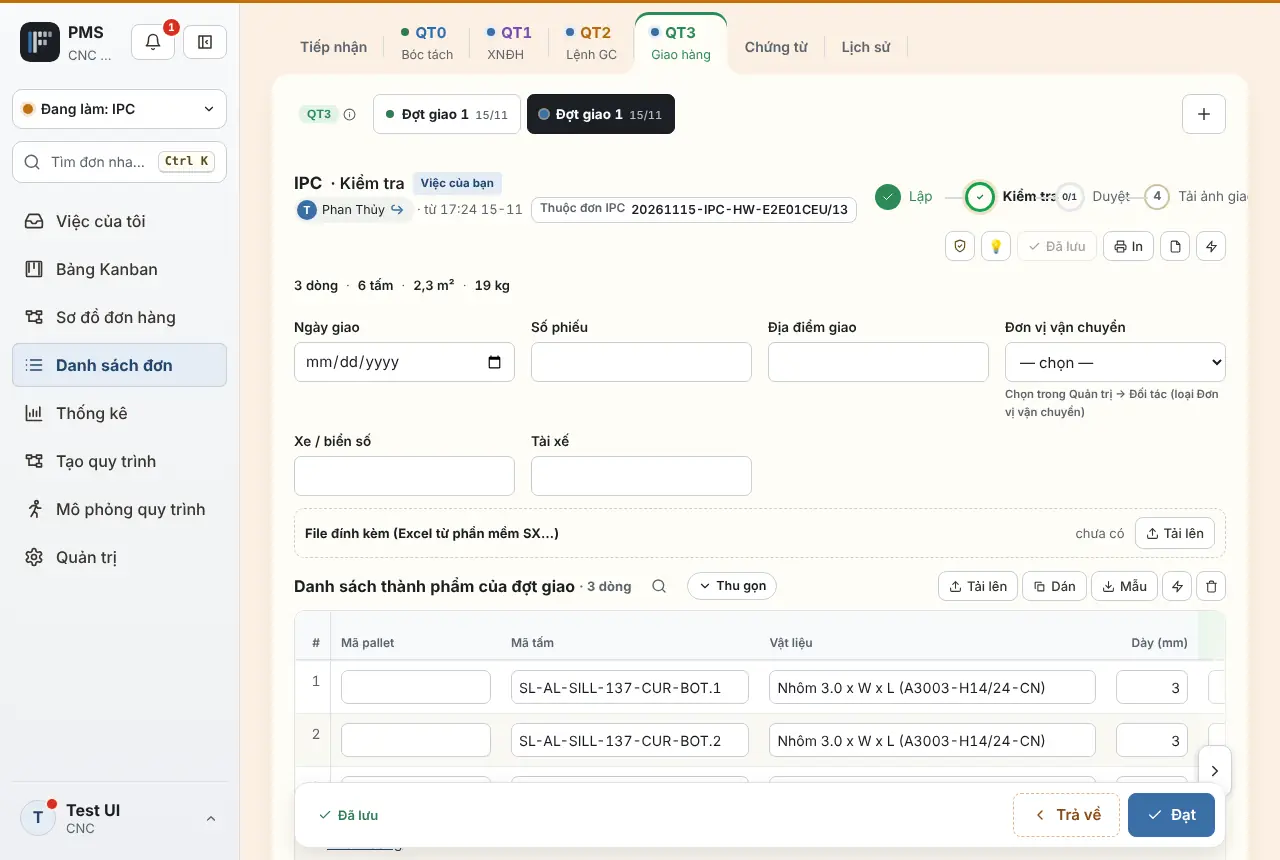 PMS
CNC ...
1
Đang làm: IPC
Tìm đơn nha... Ctrl K
Việc của tôi
Bảng Kanban
Sơ đồ đơn hàng
Danh sách đơn
Thống kê
Tạo quy trình
Mô phỏng quy trình
Quản trị
T
Test UI
CNC
Tiếp nhận
QT0
Bóc tách
QT1
XNĐH
QT2
Lệnh GC
QT3
Giao hàng
Chứng từ
Lịch sử
QT3
Đợt giao 1 15/11
Đợt giao 1 15/11
IPC · Kiểm tra Việc của bạn
T Phan Thủy · từ 17:24 15-11 Thuộc đơn IPC 20261115-IPC-HW-E2E01CEU/13
Lập
Kiểm tra
0/1 Duyệt
4 Tải ảnh gia
Đã lưu
In
3 dòng · 6 tấm · 2,3 m² · 19 kg
Ngày giao
Số phiếu
Địa điểm giao
Đơn vị vận chuyển
mm/dd/yyyy
— chọn —
Chọn trong Quản trị → Đối tác (loại Đơn
vị vận chuyển)
Xe / biển số
Tài xế
File đính kèm (Excel từ phần mềm SX...)
chưa có Tải lên
Danh sách thành phẩm của đợt giao · 3 dòng
Thu gọn
Tải lên
Dán
Mẫu
# Mã pallet Mã tấm Vật liệu Dày (mm)
1 SL-AL-SILL-137-CUR-BOT.1 Nhôm 3.0 x W x L (A3003-H14/24-CN) 3
2 SL-AL-SILL-137-CUR-BOT.2 Nhôm 3.0 x W x L (A3003-H14/24-CN) 3
Đã lưu
Trả về
Đạt